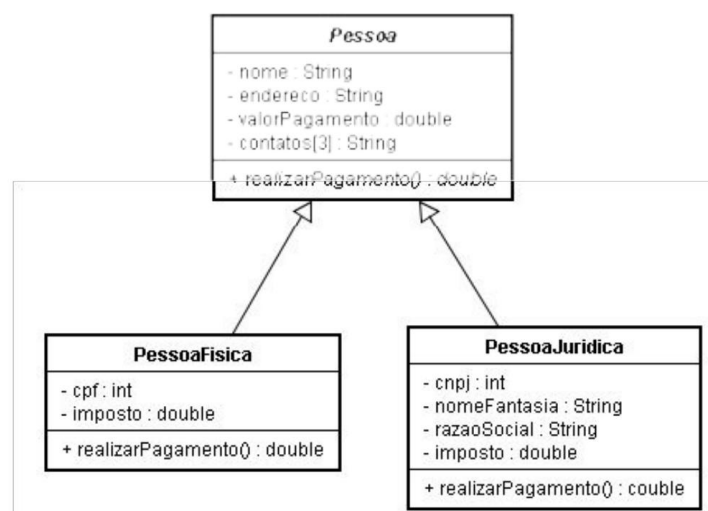 Pessoa
- nome : String
- endereco : String
- valorPagamento : double
- contatos[3] : String
+ realizarPagamento() : double
PessoaFisica
- cpf : int
- imposto : double
+ realizarPagamento() : double
PessoaJuridica
- cnpj : int
- nomeFantasia : String
- razaoSocial : String
- imposto : double
+ realizarPagamento() : couble